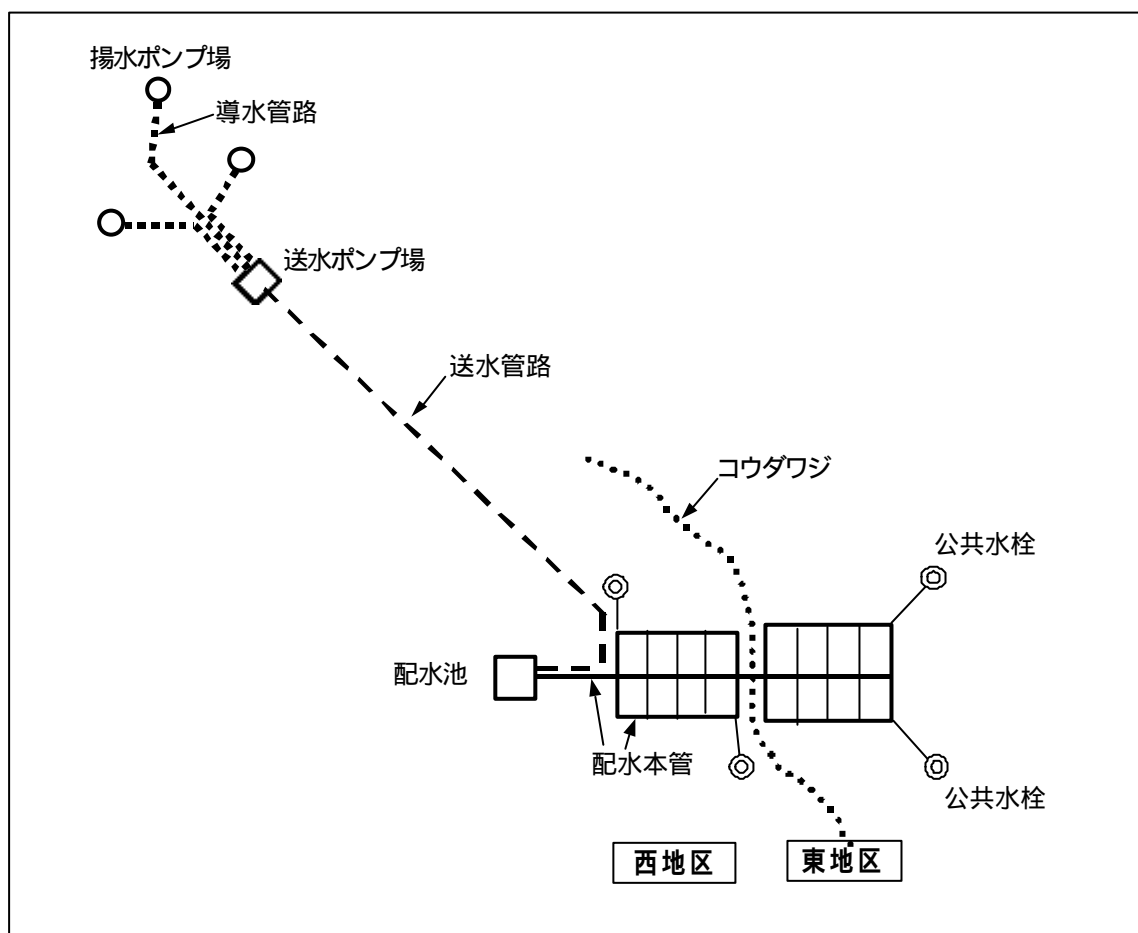 揚水ポンプ場
導水管路
送水ポンプ場
送水管路
コウダワジ
公共水栓
配水池
配水本管
公共水栓
西地区
東地区